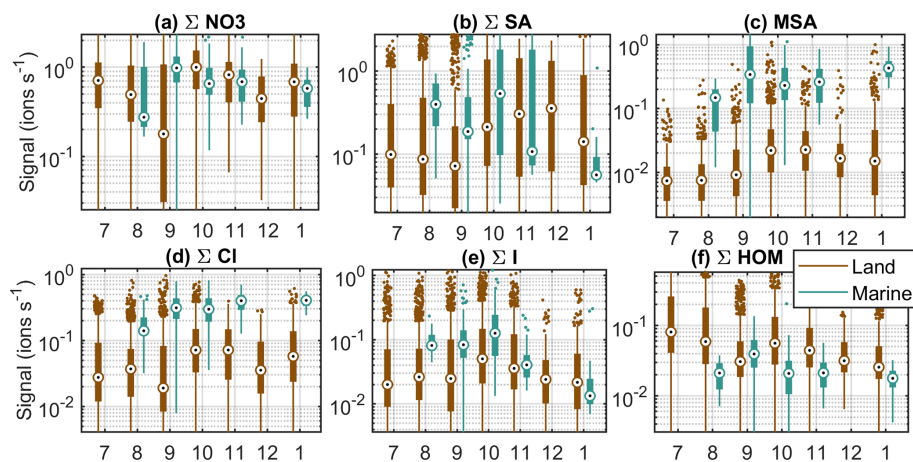 (a) Σ NO3
(b) Σ SA
(c) MSA
Signal (ions s⁻¹)
10⁰
10⁻¹
7 8 9 10 11 12 1
10⁰
10⁻¹
7 8 9 10 11 12 1
10⁰
10⁻¹
10⁻²
7 8 9 10 11 12 1
(d) Σ Cl
(e) Σ I
(f) Σ HOM
Land
Marine
Signal (ions s⁻¹)
10⁰
10⁻¹
10⁻²
7 8 9 10 11 12 1
10⁰
10⁻¹
10⁻²
7 8 9 10 11 12 1
10⁻¹
10⁻²
7 8 9 10 11 12 1